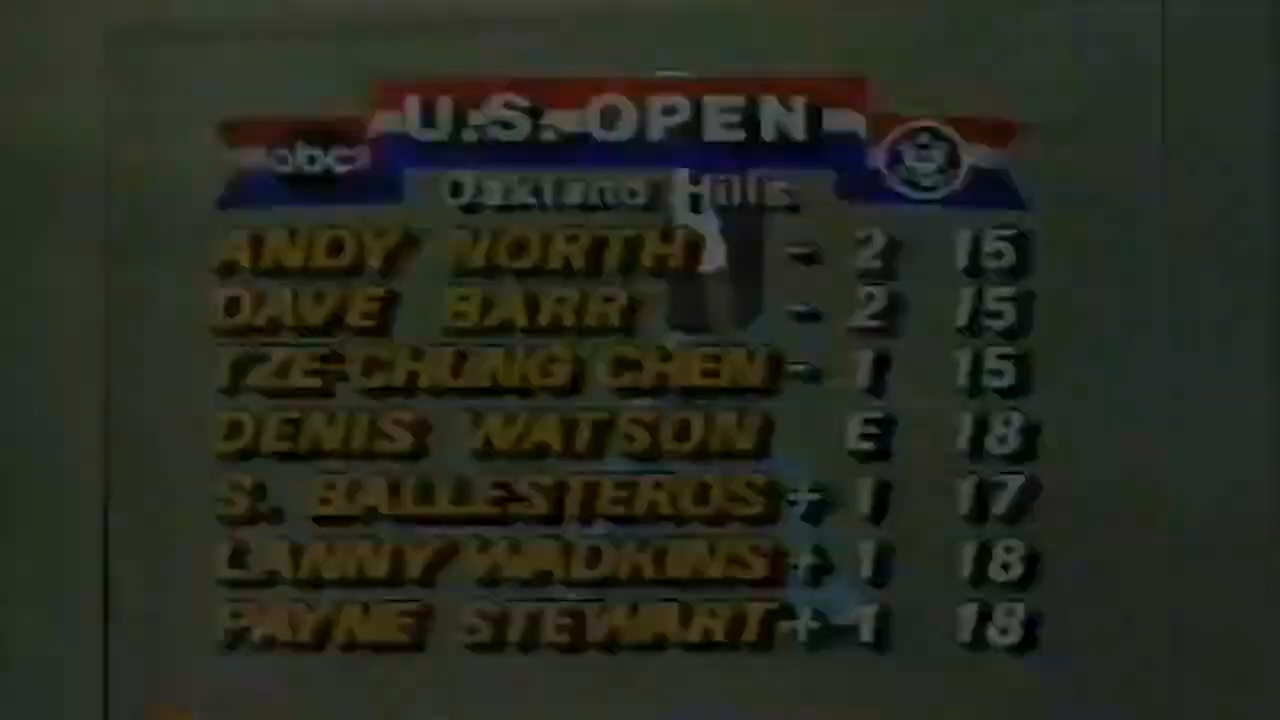 U.S. OPEN
abc
Oakland Hills
ANDY NORTH - 2 15
DAVE BARR - 2 15
TZE-CHUNG CHEN - 1 15
DENIS WATSON E 18
S. BALLESTEROS + 1 17
LANNY WADKINS + 1 18
PAYNE STEWART + 1 18